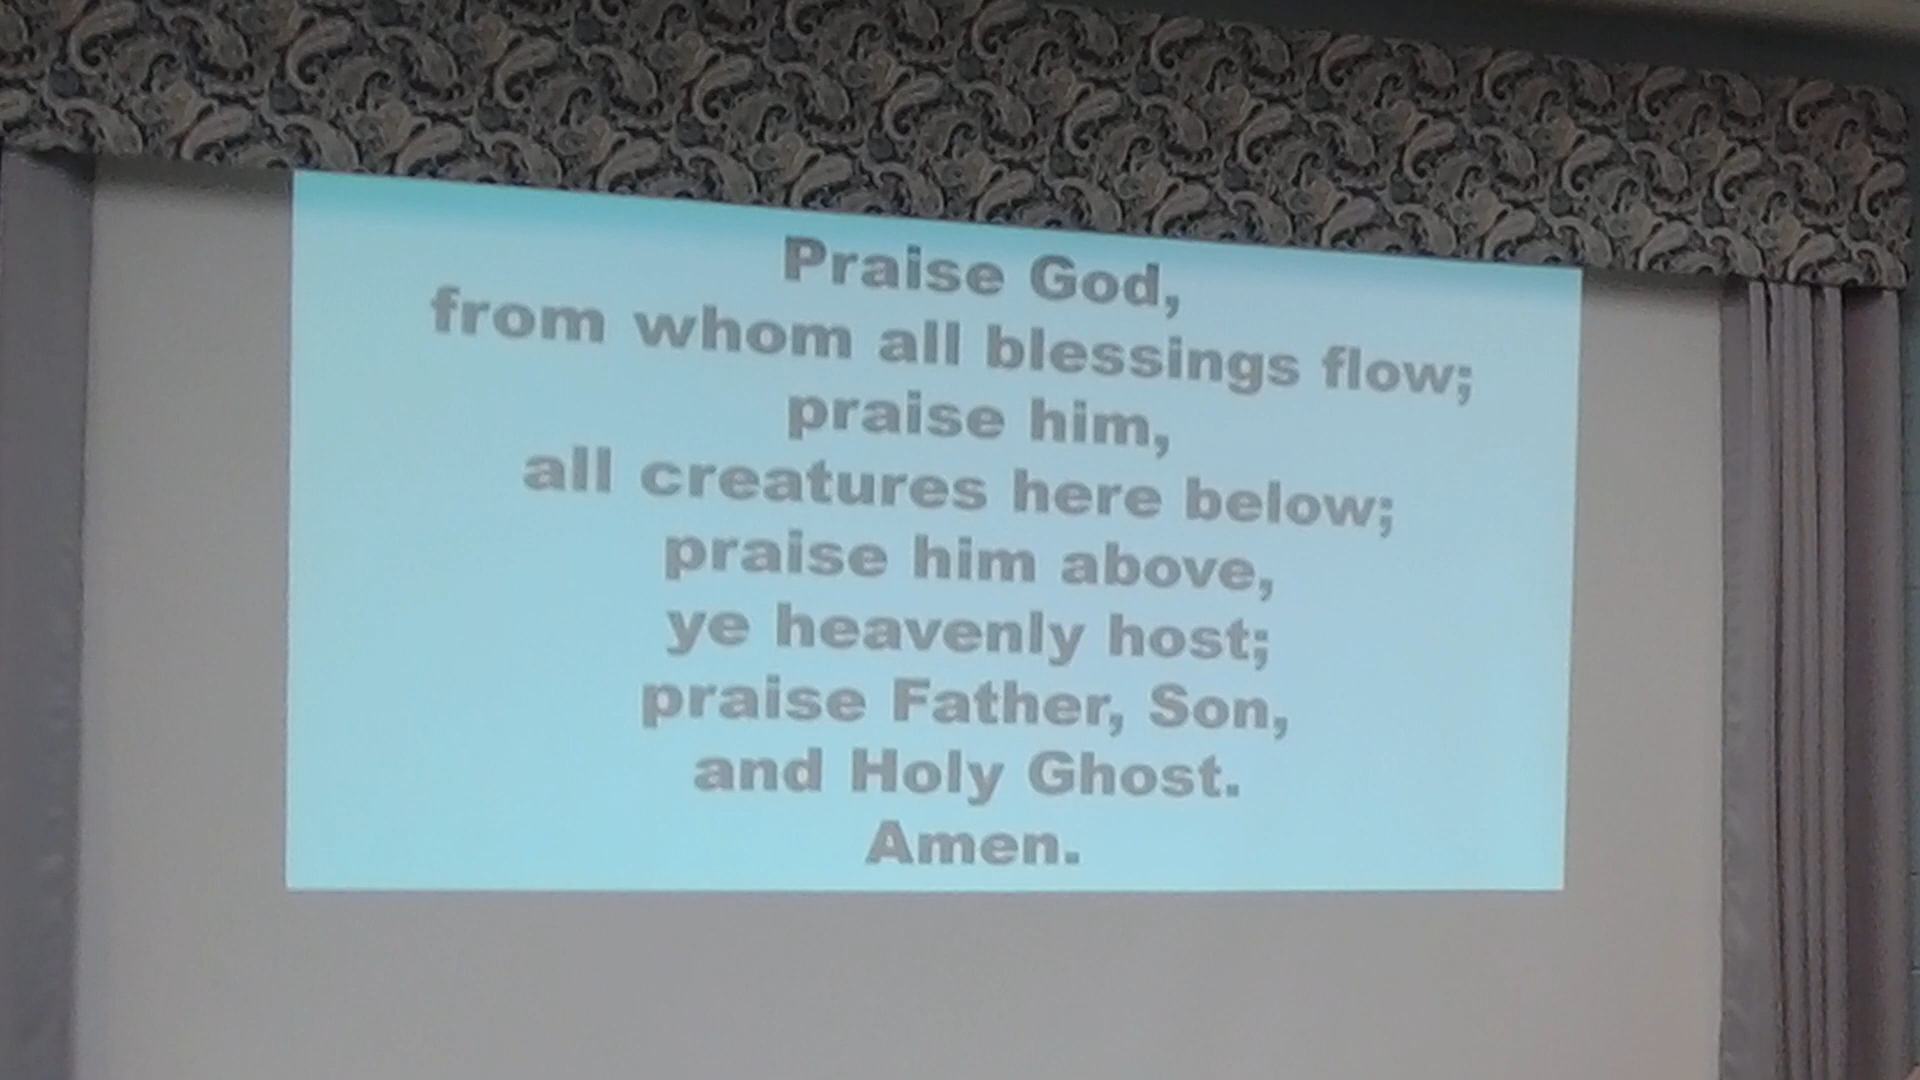 Praise God,
from whom all blessings flow;
praise him,
all creatures here below;
praise him above,
ye heavenly host;
praise Father, Son,
and Holy Ghost.
Amen.